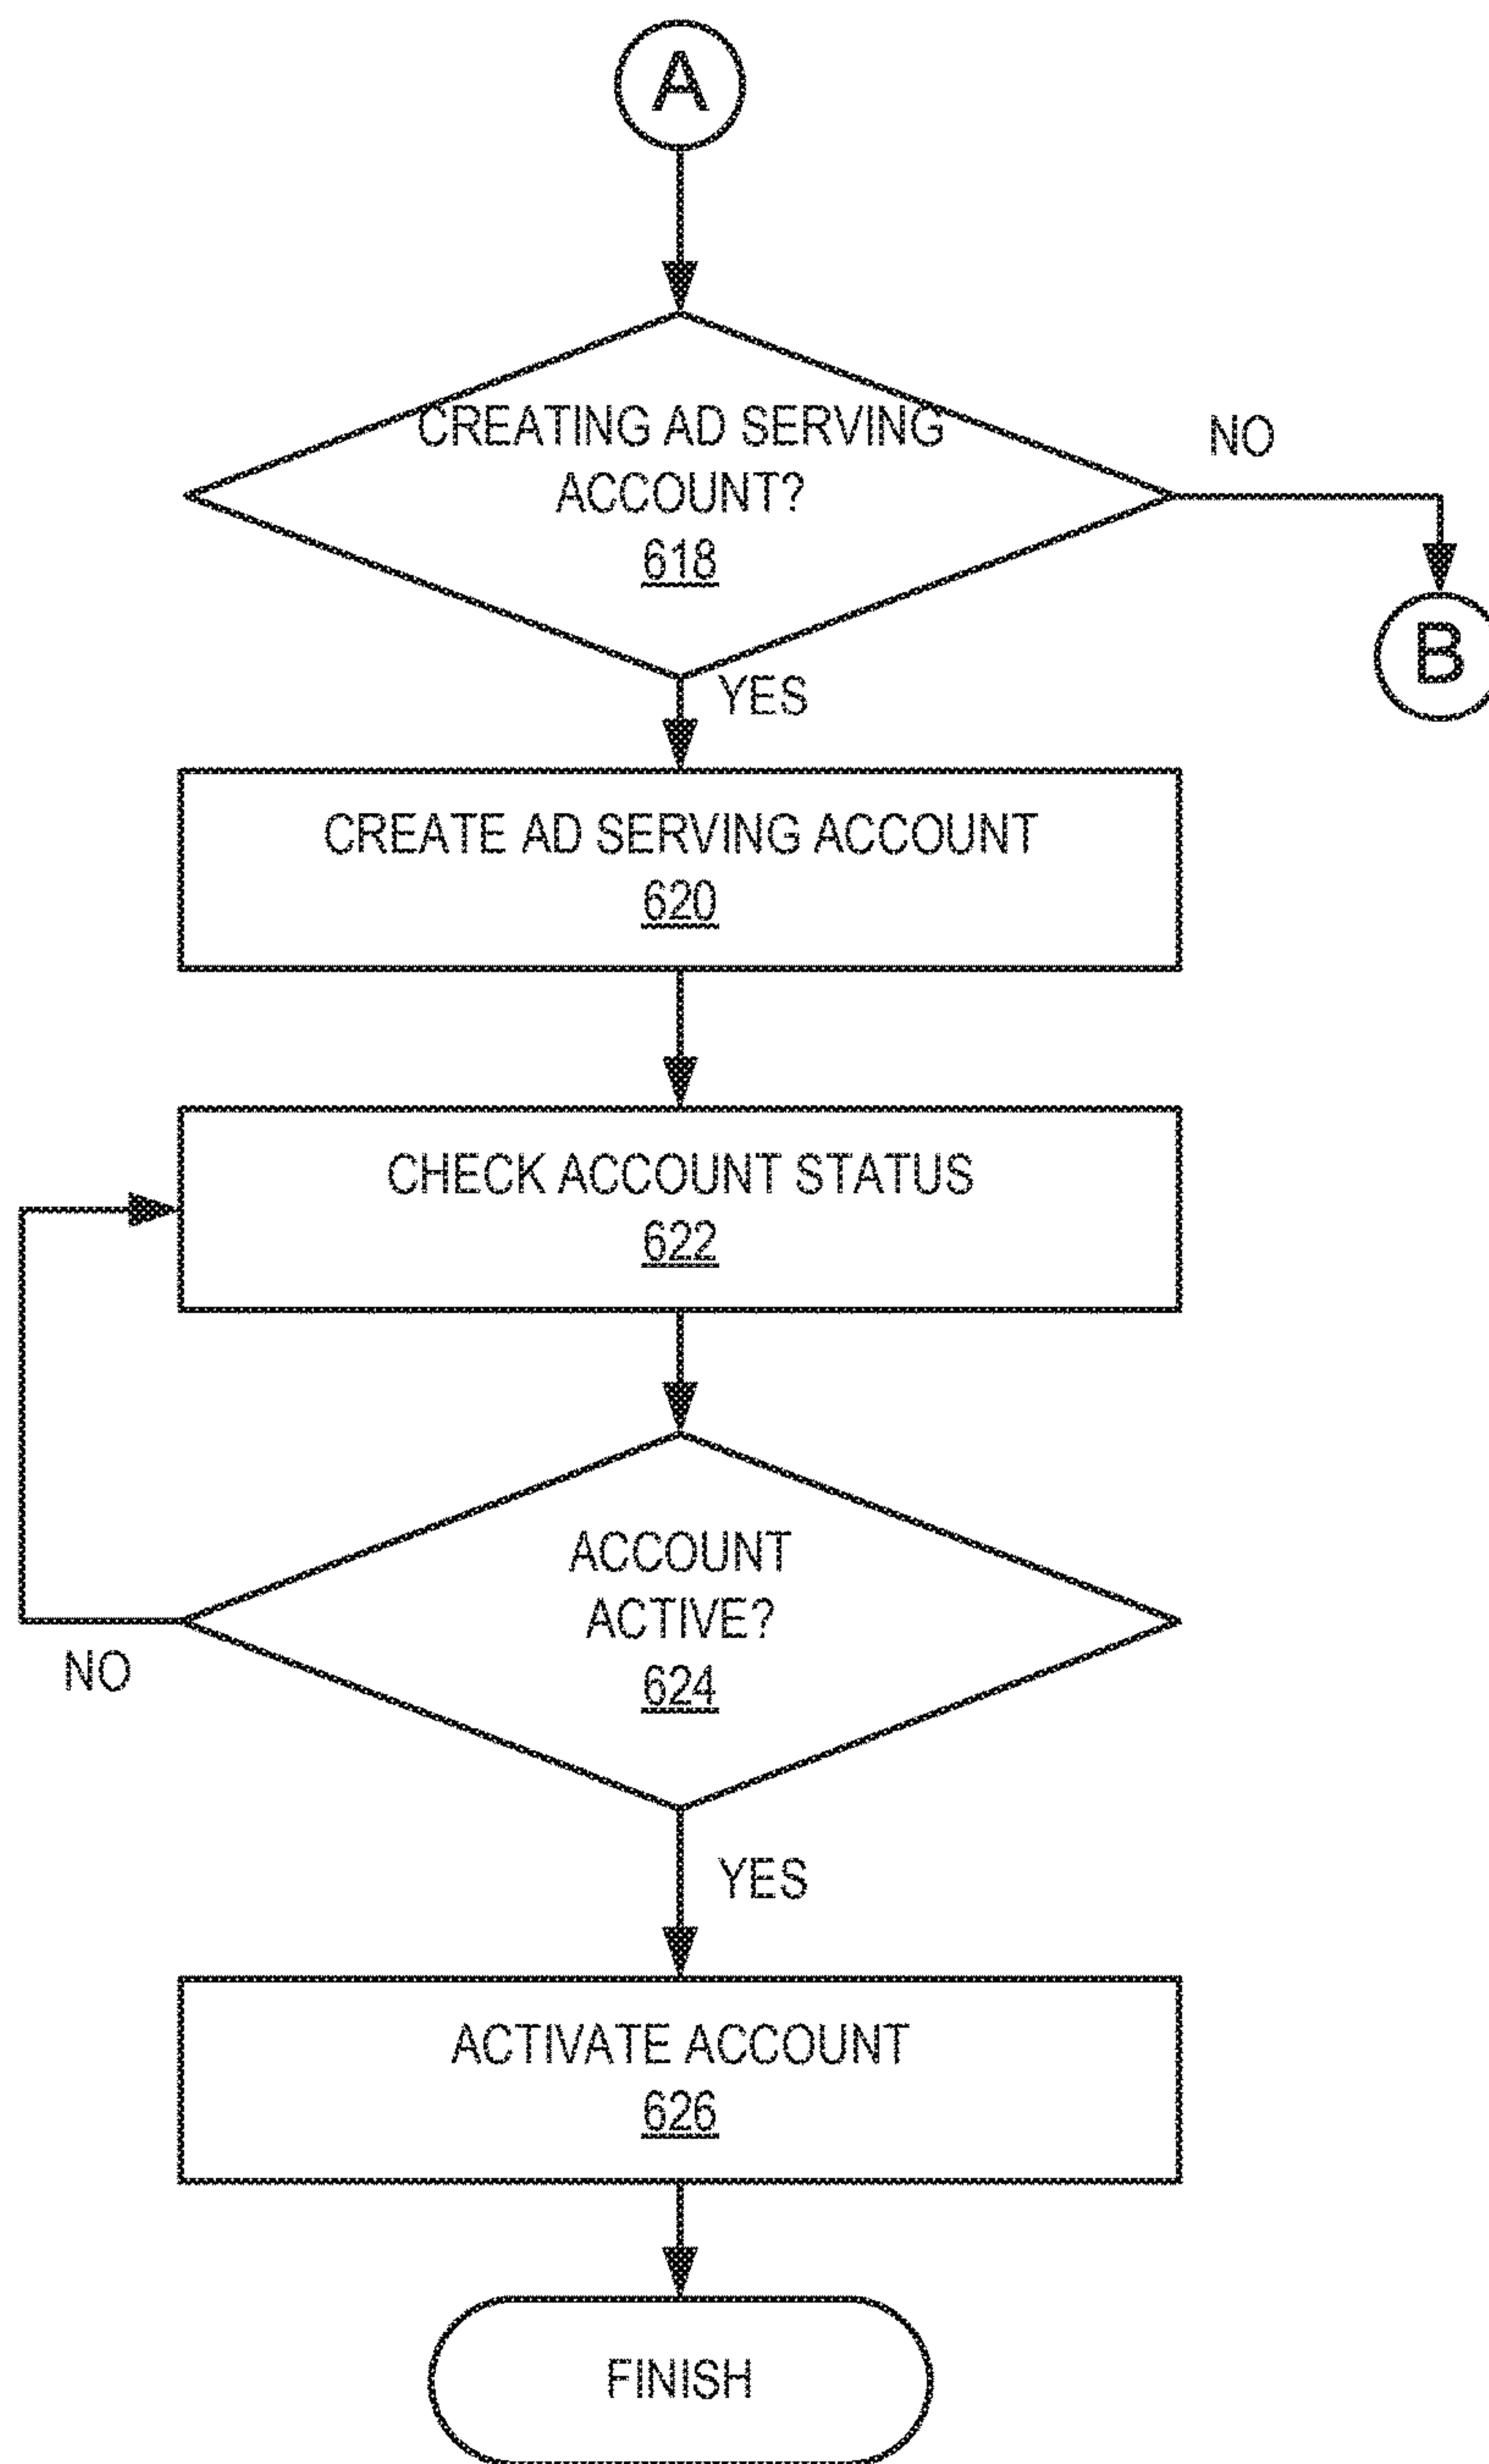 A
CREATING AD SERVING
ACCOUNT?
618
NO
B
YES
CREATE AD SERVING ACCOUNT
620
CHECK ACCOUNT STATUS
622
ACCOUNT
ACTIVE?
624
NO
YES
ACTIVATE ACCOUNT
626
FINISH